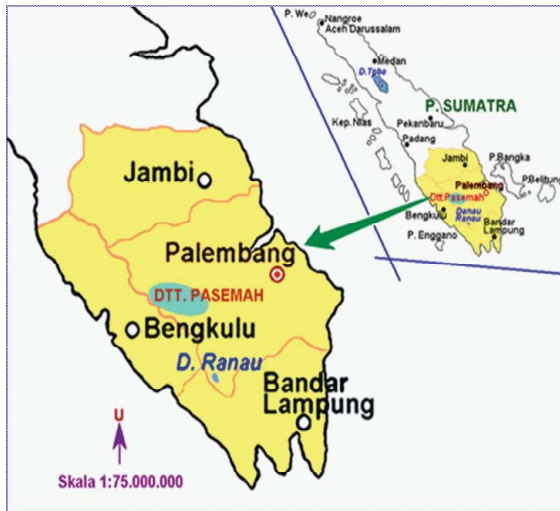 P. We
Nangroe
Aceh Darussalam
Medan
D.Toba
P. SUMATRA
Kep. Nias
Pekanbaru
Padang
Jambi
P.Bangka
P.Belitung
Palembang
Dtt.Pasemah
Danau
Ranau
Bengkulu
Bandar
Lampung
P. Enggano
Jambi
Palembang
DTT. PASEMAH
Bengkulu
D. Ranau
Bandar
Lampung
U
Skala 1:75.000.000